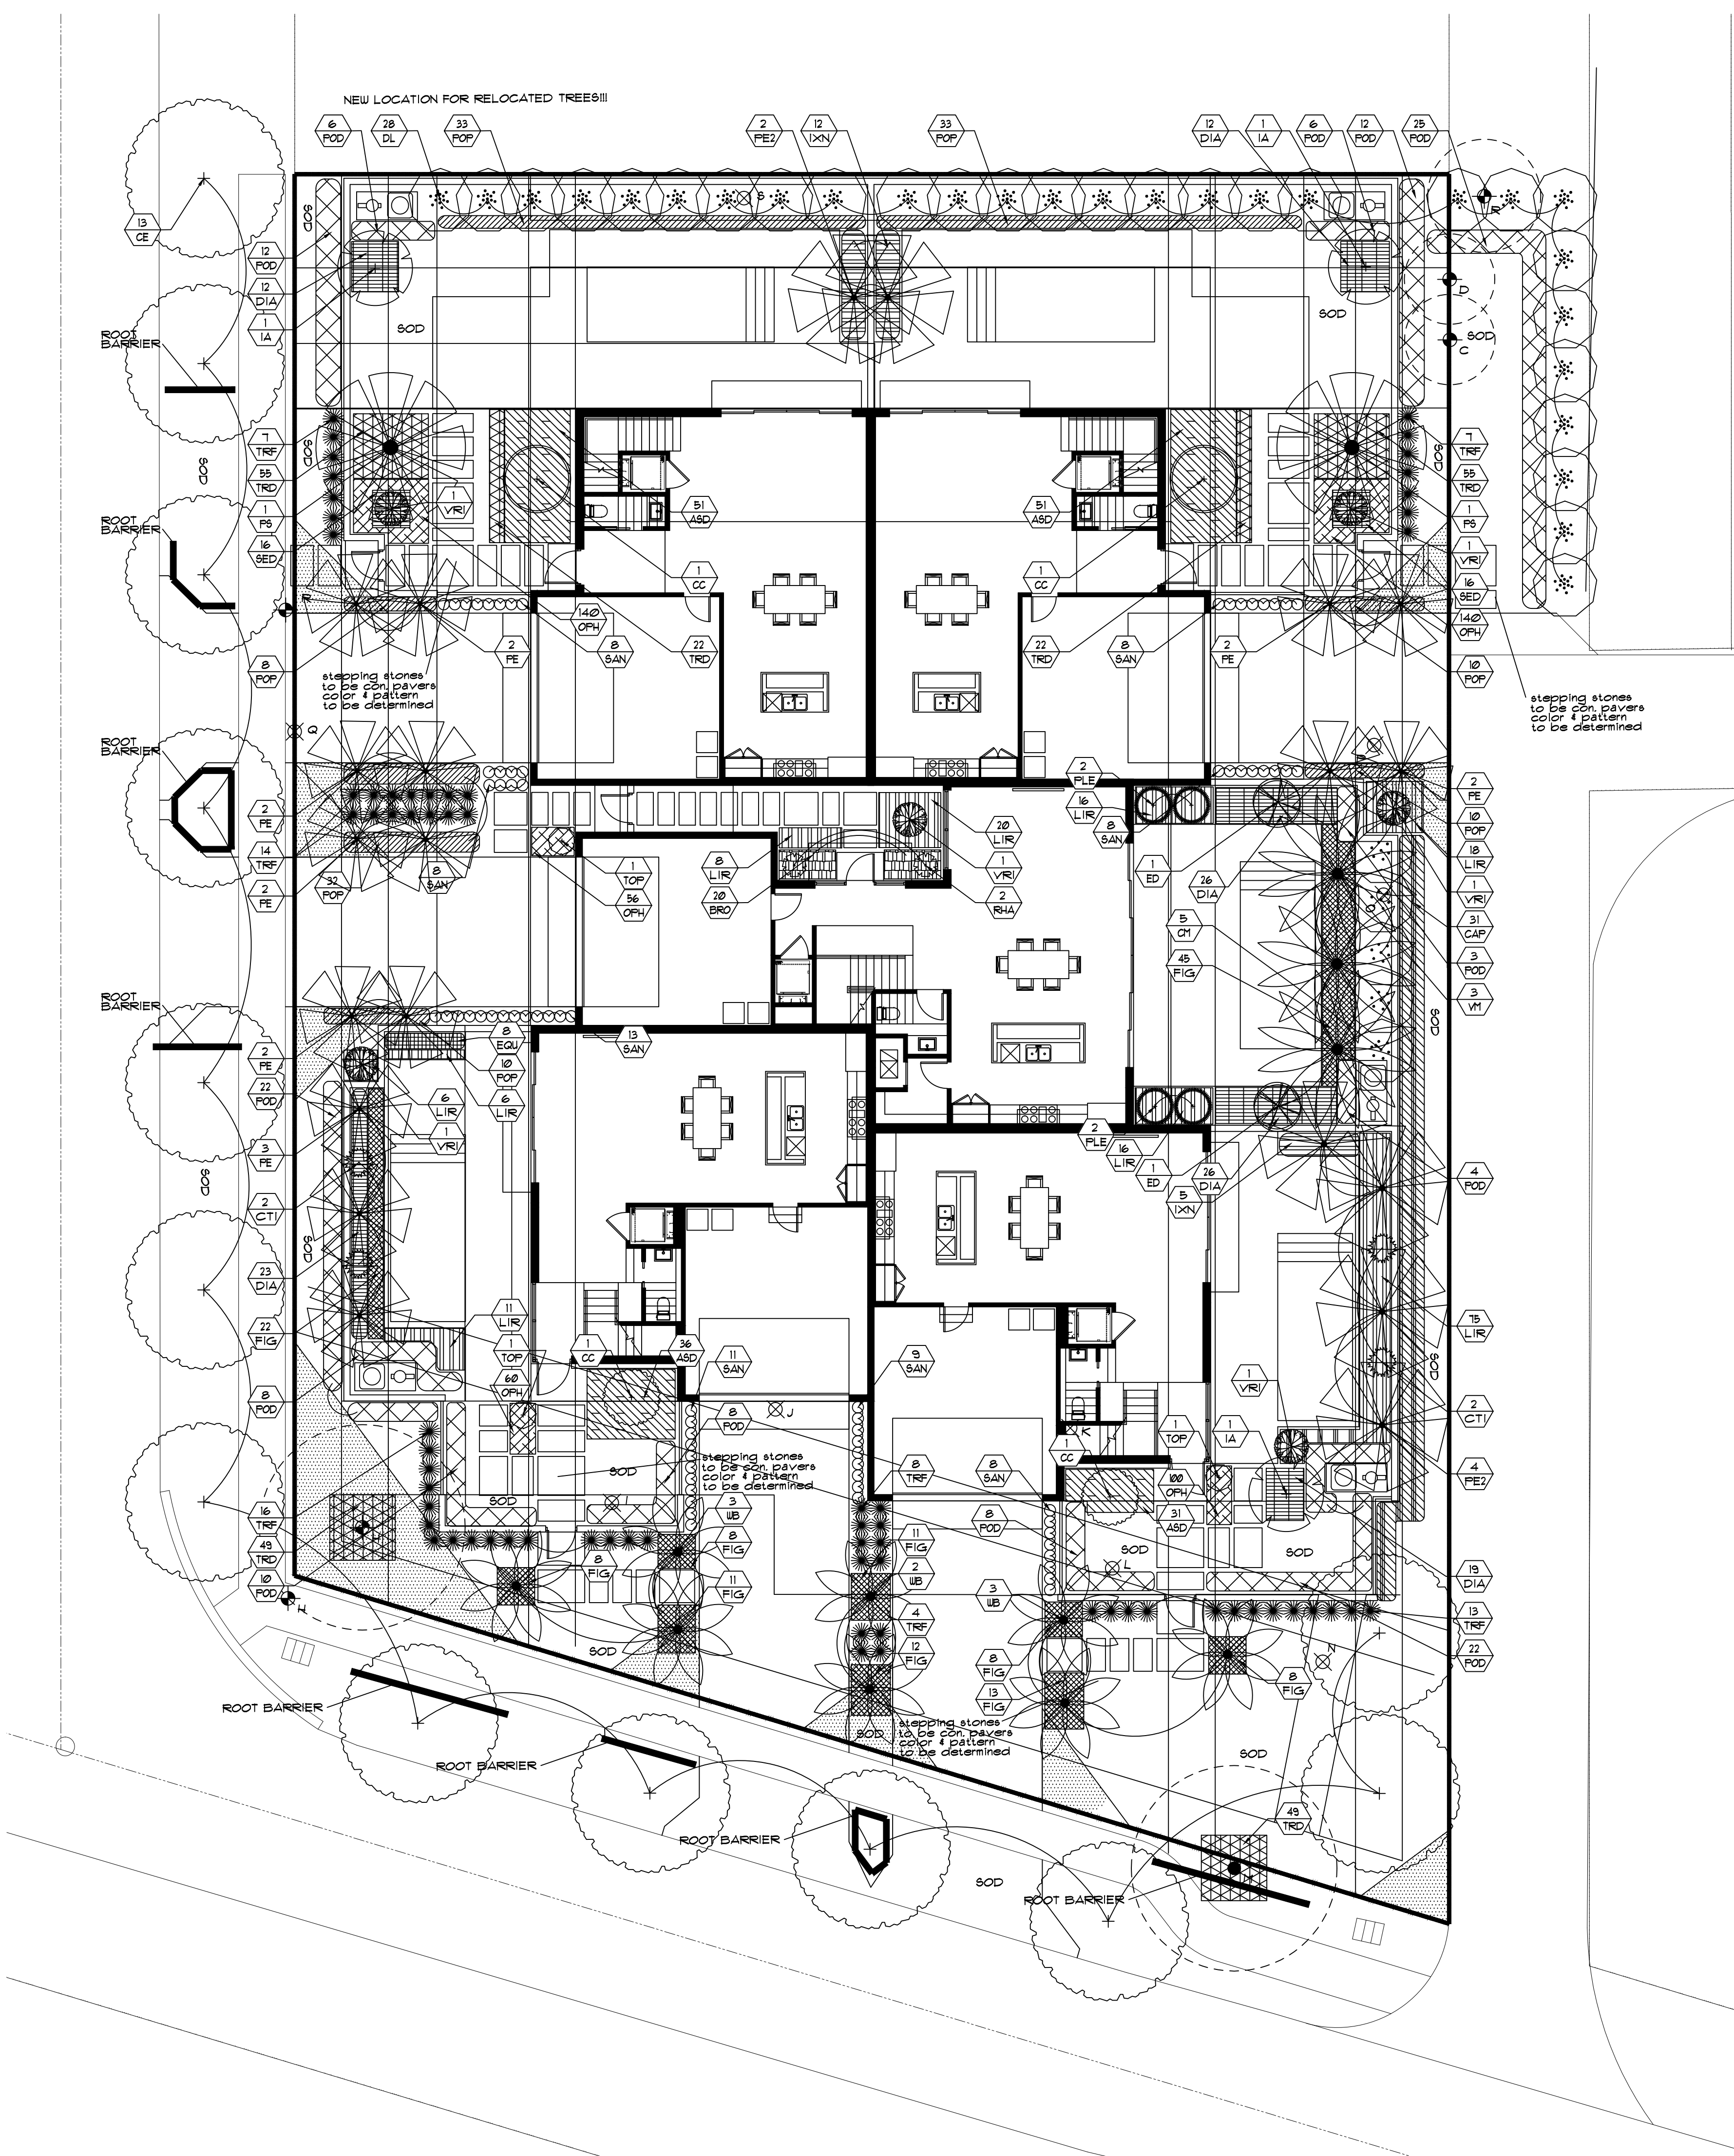 NEW LOCATION FOR RELOCATED TREES!!!
6
POD
28
DL
33
POP
2
PE2
12
IXN
33
POP
12
DIA
1
IA
6
POD
12
POD
25
POD
S
R
SOD
13
CE
12
POD
12
DIA
1
IA
D
SOD
SOD
SOD
C
ROOT
BARRIER
7
TRF
55
TRD
1
PS
16
SED
SOD
SOD
1
VRI
51
ASD
51
ASD
SOD
7
TRF
55
TRD
1
PS
1
VRI
16
SED
140
OPH
ROOT
BARRIER
1
CC
1
CC
R
140
OPH
2
PE
8
SAN
22
TRD
22
TRD
8
SAN
2
PE
8
POP
10
POP
stepping stones
to be con. pavers
color & pattern
to be determined
stepping stones
to be con. pavers
color & pattern
to be determined
Q
ROOT
BARRIER
P
2
PLE
16
LIR
8
SAN
2
PE
14
TRF
2
PE
32
POP
8
SAN
1
TOP
56
OPH
8
LIR
20
BRO
20
LIR
1
VRI
2
RHA
1
ED
26
DIA
5
CM
45
FIG
2
PE
10
POP
18
LIR
1
VRI
31
CAP
3
POD
3
VM
O
SOD
ROOT
BARRIER
2
PE
22
POD
3
PE
2
CTI
23
DIA
22
FIG
8
POD
8
EQU
10
POP
6
LIR
6
LIR
1
VRI
13
SAN
SOD
SOD
2
PLE
16
LIR
1
ED
26
DIA
5
IXN
4
POD
75
LIR
SOD
2
CTI
4
PE2
11
LIR
1
TOP
60
OPH
1
CC
36
ASD
11
SAN
9
SAN
8
POD
J
K
1
CC
1
VRI
1
TOP
1
IA
100
OPH
31
ASD
stepping stones
to be con. pavers
color & pattern
to be determined
SOD
SOD
I
8
TRF
8
SAN
8
POD
3
WB
8
FIG
11
FIG
8
FIG
16
TRF
49
TRD
10
POD
H
11
FIG
2
WB
4
TRF
12
FIG
3
WB
8
FIG
13
FIG
SOD
SOD
L
19
DIA
13
TRF
22
POD
N
8
FIG
SOD
ROOT BARRIER
SOD
stepping stones
to be con. pavers
color & pattern
to be determined
SOD
ROOT BARRIER
49
TRD
ROOT BARRIER
SOD
ROOT BARRIER